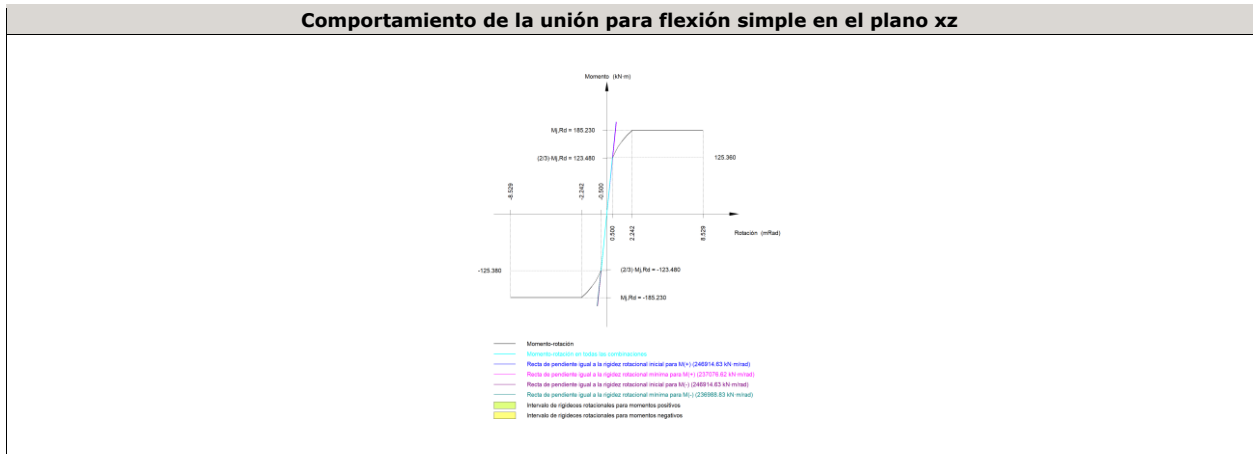 Comportamiento de la unión para flexión simple en el plano xz
Momento (kN·m)
Mj,Rd = 185.230
(2/3)·Mj,Rd = 123.480
125.360
-8.529
-2.242
-0.500
0.500
2.242
8.529
Rotación (mRad)
-125.380
(2/3)·Mj,Rd = -123.480
Mj,Rd = -185.230
Momento-rotación
Momento-rotación en todas las combinaciones
Recta de pendiente igual a la rigidez rotacional inicial para M(+) (246914.63 kN·m/rad)
Recta de pendiente igual a la rigidez rotacional mínima para M(+) (237079.62 kN·m/rad)
Recta de pendiente igual a la rigidez rotacional inicial para M(-) (246914.63 kN·m/rad)
Recta de pendiente igual a la rigidez rotacional mínima para M(-) (236988.83 kN·m/rad)
Intervalo de rigideces rotacionales para momentos positivos
Intervalo de rigideces rotacionales para momentos negativos